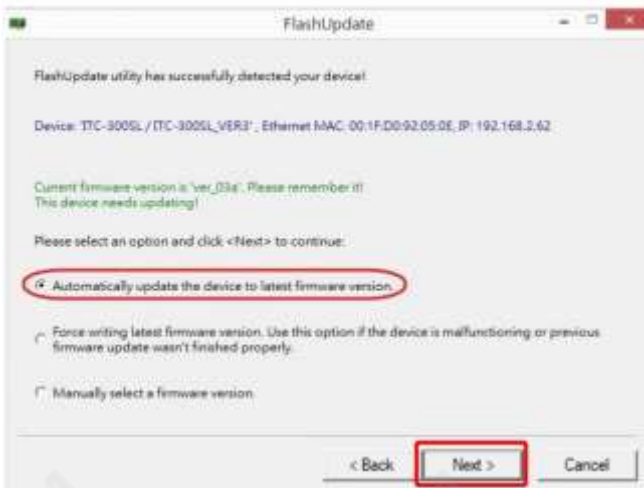 FlashUpdate
FlashUpdate utility has successfully detected your device!
Device: 'ITC-300SL / ITC-300SL_VER3' , Ethernet MAC: 00:1F:D0:92:05:0E, IP: 192.168.2.62
Current firmware version is 'ver_03a'. Please remember it!
This device needs updating!
Please select an option and click <Next> to continue:
Automatically update the device to latest firmware version.
Force writing latest firmware version. Use this option if the device is malfunctioning or previous
firmware update wasn't finished properly.
Manually select a firmware version.
< Back
Next >
Cancel